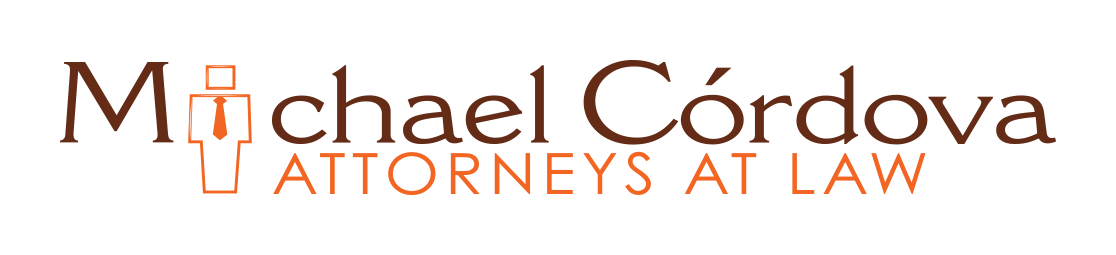 Michael Córdova
ATTORNEYS AT LAW